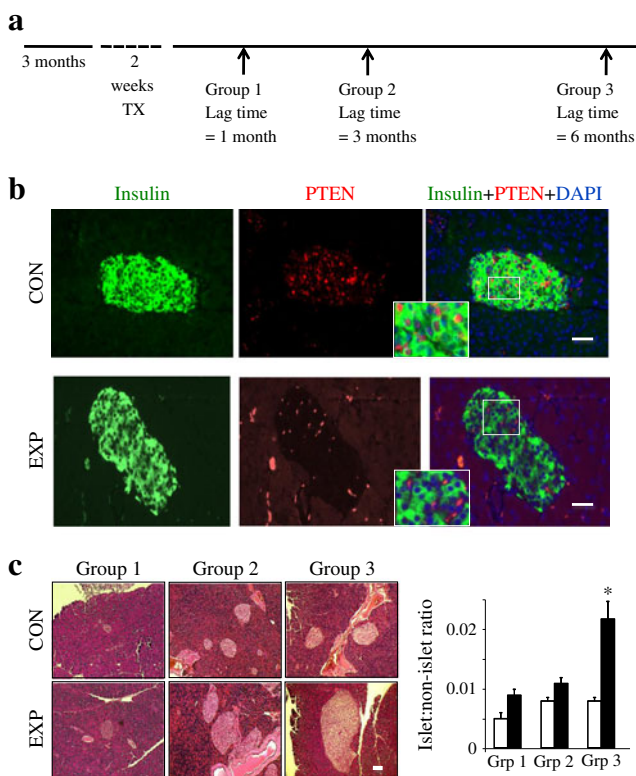 a
3 months
2
weeks
TX
Group 1
Lag time
= 1 month
Group 2
Lag time
= 3 months
Group 3
Lag time
= 6 months
b
Insulin
PTEN
Insulin+PTEN+DAPI
CON
EXP
c
Group 1
Group 2
Group 3
CON
EXP
Islet:non-islet ratio
0.02
0.01
0
*
Grp 1
Grp 2
Grp 3